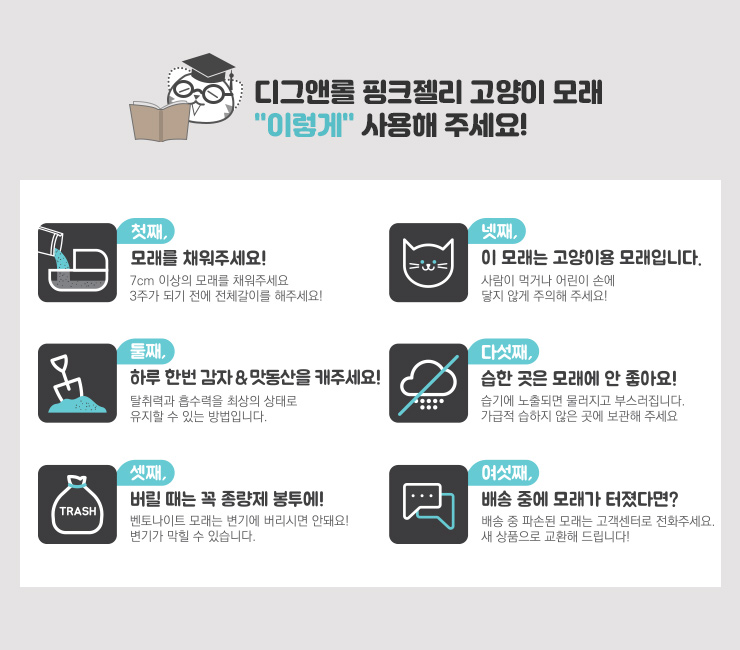 디그앤롤 핑크젤리 고양이 모래
"이렇게" 사용해 주세요!
첫째,
모래를 채워주세요!
7cm 이상의 모래를 채워주세요
3주가 되기 전에 전체갈이를 해주세요!
둘째,
하루 한번 감자 & 맛동산을 캐주세요!
탈취력과 흡수력을 최상의 상태로
유지할 수 있는 방법입니다.
셋째,
버릴 때는 꼭 종량제 봉투에!
벤토나이트 모래는 변기에 버리시면 안돼요!
변기가 막힐 수 있습니다.
TRASH
넷째,
이 모래는 고양이용 모래입니다.
사람이 먹거나 어린이 손에
닿지 않게 주의해 주세요!
다섯째,
습한 곳은 모래에 안 좋아요!
습기에 노출되면 물러지고 부스러집니다.
가급적 습하지 않은 곳에 보관해 주세요
여섯째,
배송 중에 모래가 터졌다면?
배송 중 파손된 모래는 고객센터로 전화주세요.
새 상품으로 교환해 드립니다!